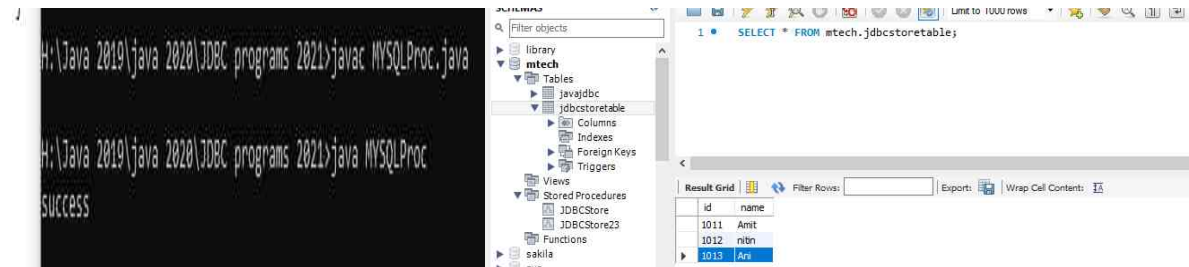 H:\Java 2019\java 2020\JDBC programs 2021>javac MYSQLProc.java
H:\Java 2019\java 2020\JDBC programs 2021>java MYSQLProc
success
SCHEMAS
Filter objects
library
mtech
Tables
javajdbc
jdbcstoretable
Columns
Indexes
Foreign Keys
Triggers
Views
Stored Procedures
JDBCStore
JDBCStore23
Functions
sakila
Limit to 1000 rows
1 SELECT * FROM mtech.jdbcstoretable;
Result Grid Filter Rows: Export: Wrap Cell Content:
id name
1011 Amit
1012 nitin
1013 Ani